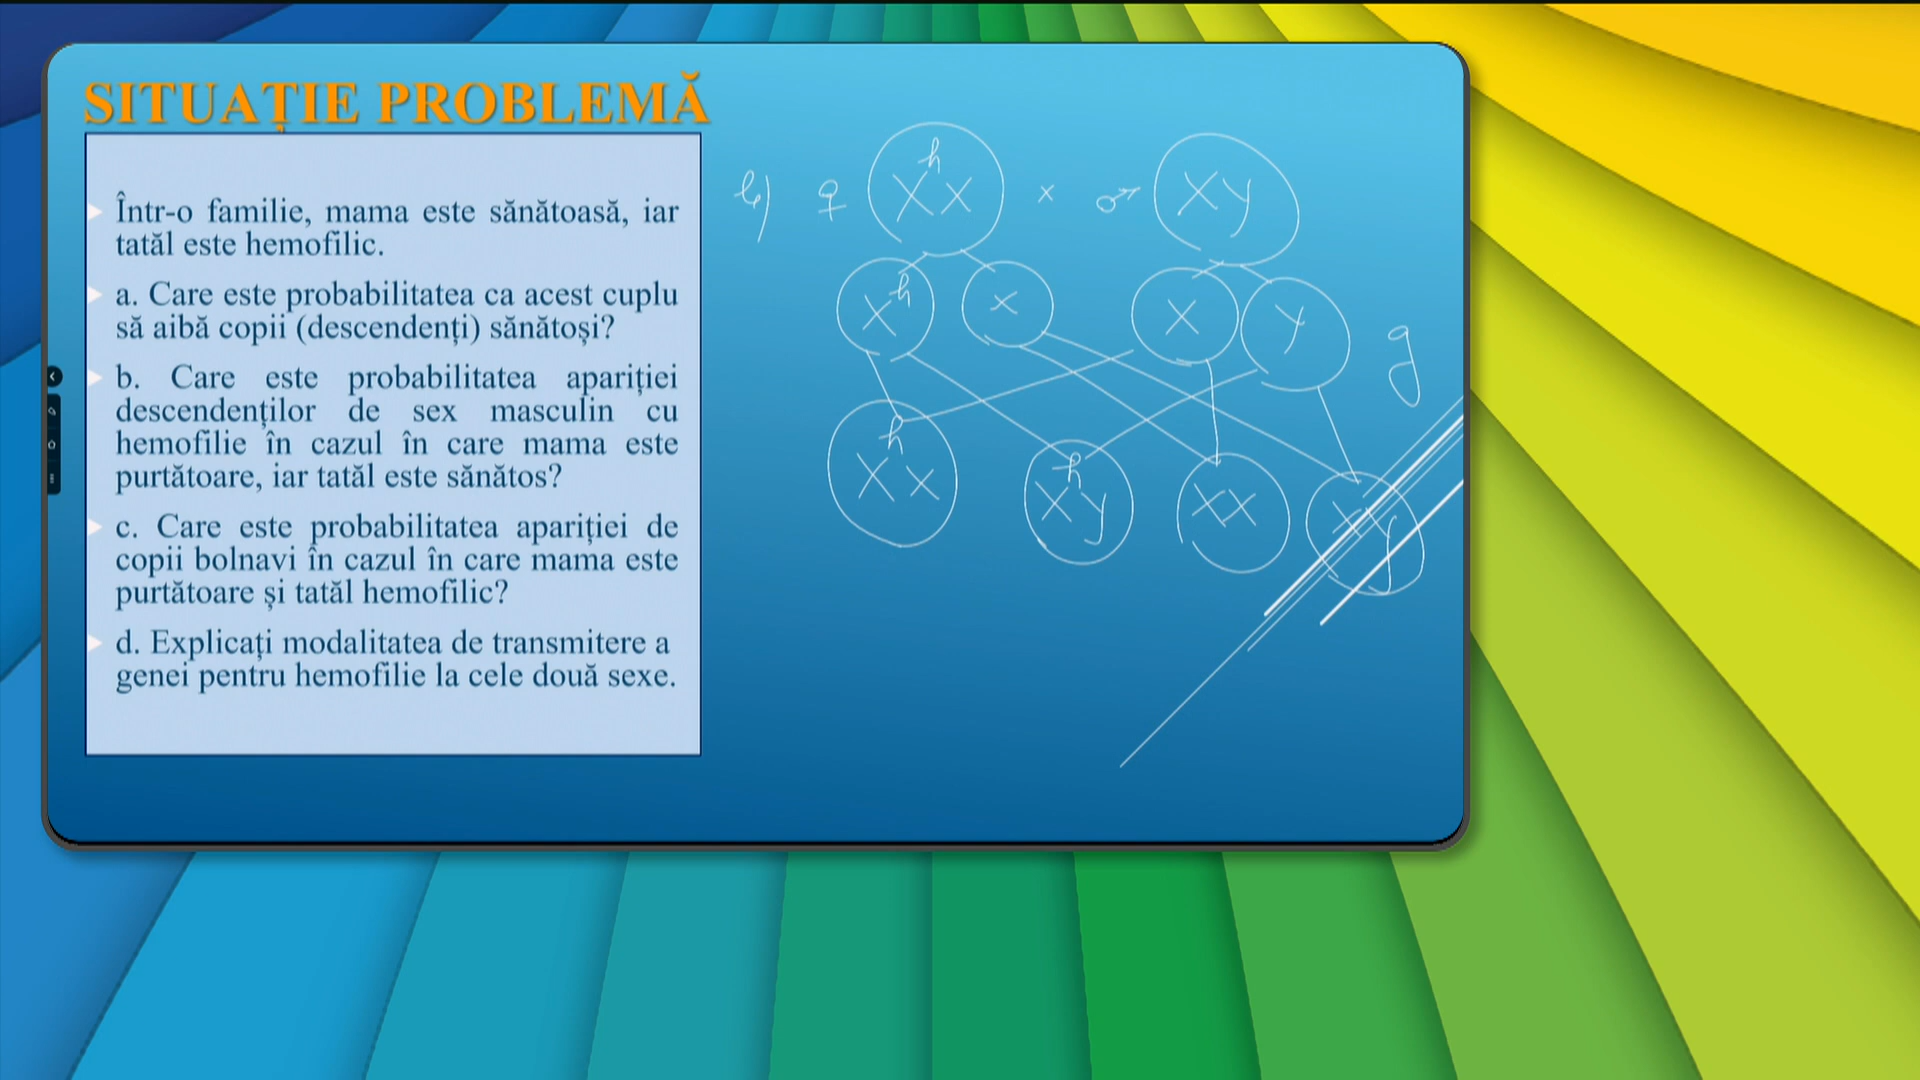 SITUAȚIE PROBLEMĂ
Într-o familie, mama este sănătoasă, iar
tatăl este hemofilic.
a. Care este probabilitatea ca acest cuplu
să aibă copii (descendenți) sănătoși?
b. Care este probabilitatea apariției
descendenților de sex masculin cu
hemofilie în cazul în care mama este
purtătoare, iar tatăl este sănătos?
c. Care este probabilitatea apariției de
copii bolnavi în cazul în care mama este
purtătoare și tatăl hemofilic?
d. Explicați modalitatea de transmitere a
genei pentru hemofilie la cele două sexe.
b) ♀ XʰX × ♂ XY
Xʰ X X Y g
XʰX XʰY XX XY